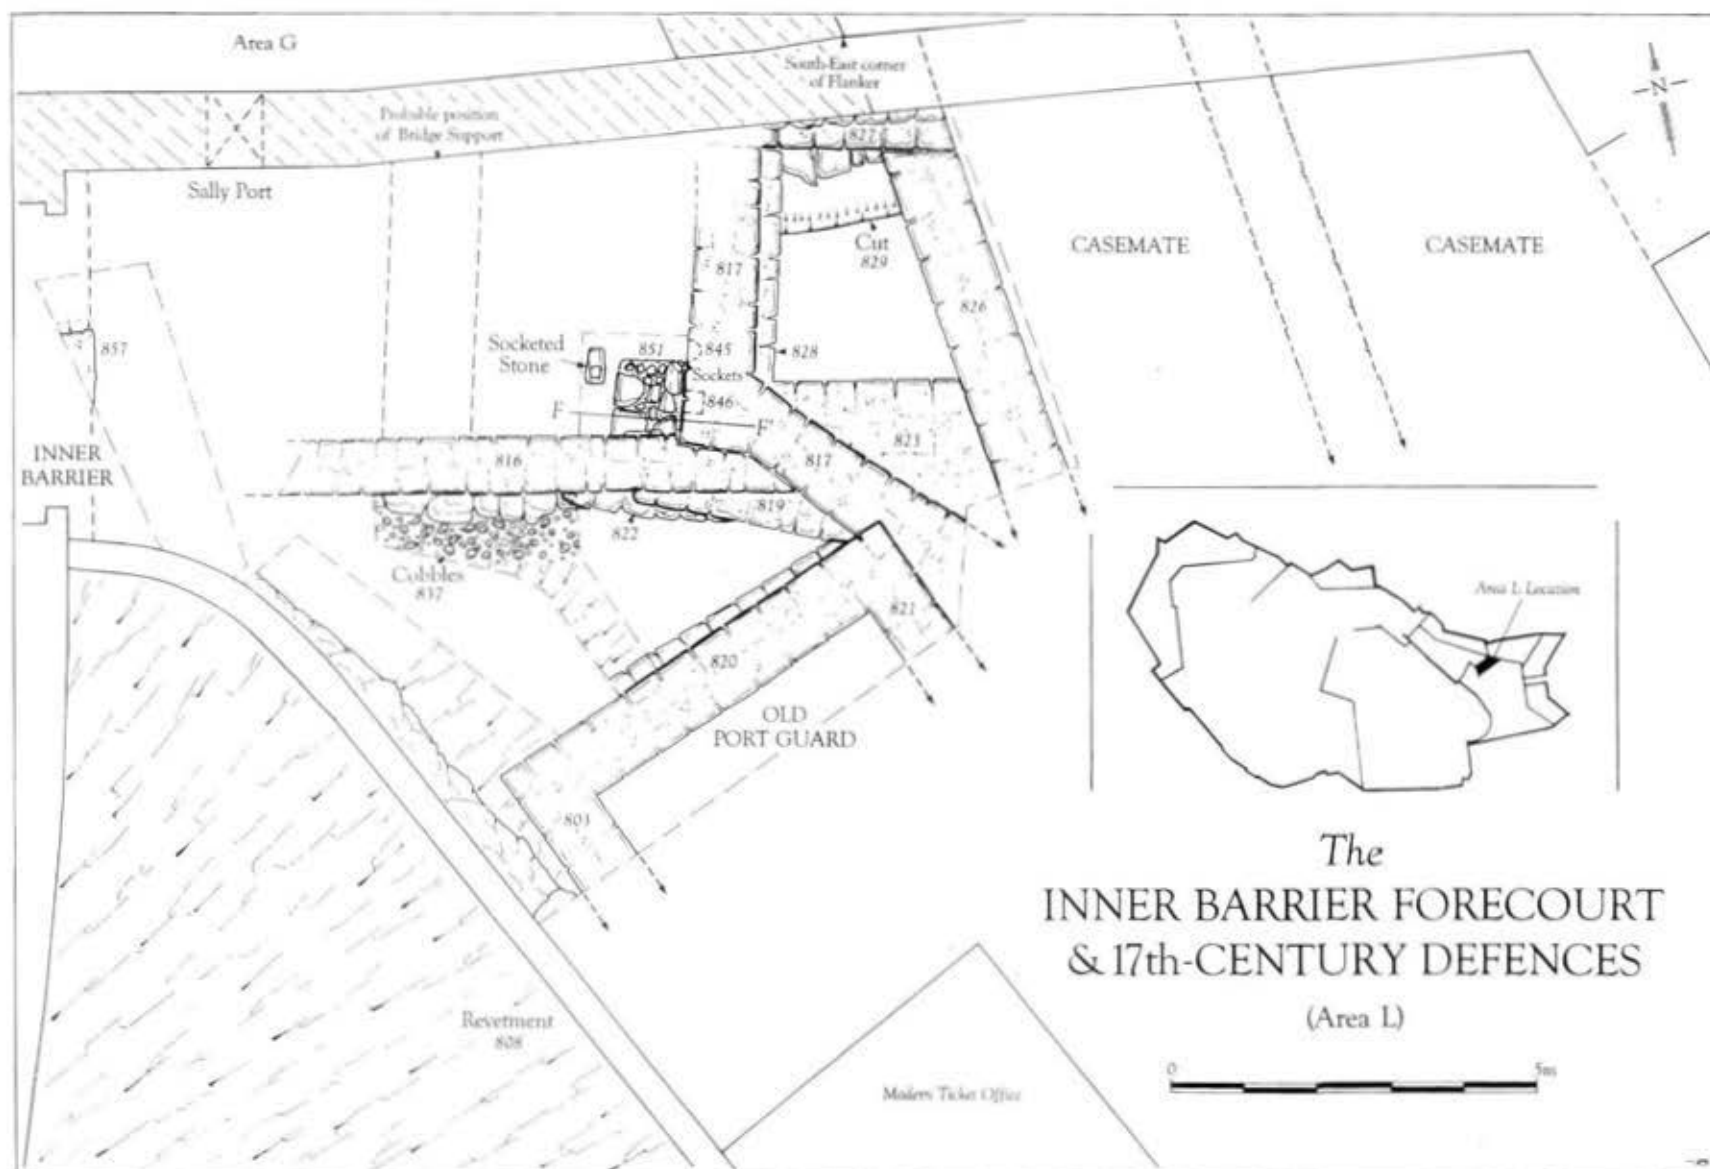 Area G
South-East corner
of Flanker
N
Probable position
of Bridge Support
827
Sally Port
Cut
829
CASEMATE
CASEMATE
817
826
857
Socketed
Stone
851
845
828
Sockets
846
F
F'
823
INNER
BARRIER
816
817
819
822
Cobbles
837
821
820
OLD
PORT GUARD
803
Area L Location
Revetment
808
Modern Ticket Office
The
INNER BARRIER FORECOURT
& 17th-CENTURY DEFENCES
(Area L)
0 5m